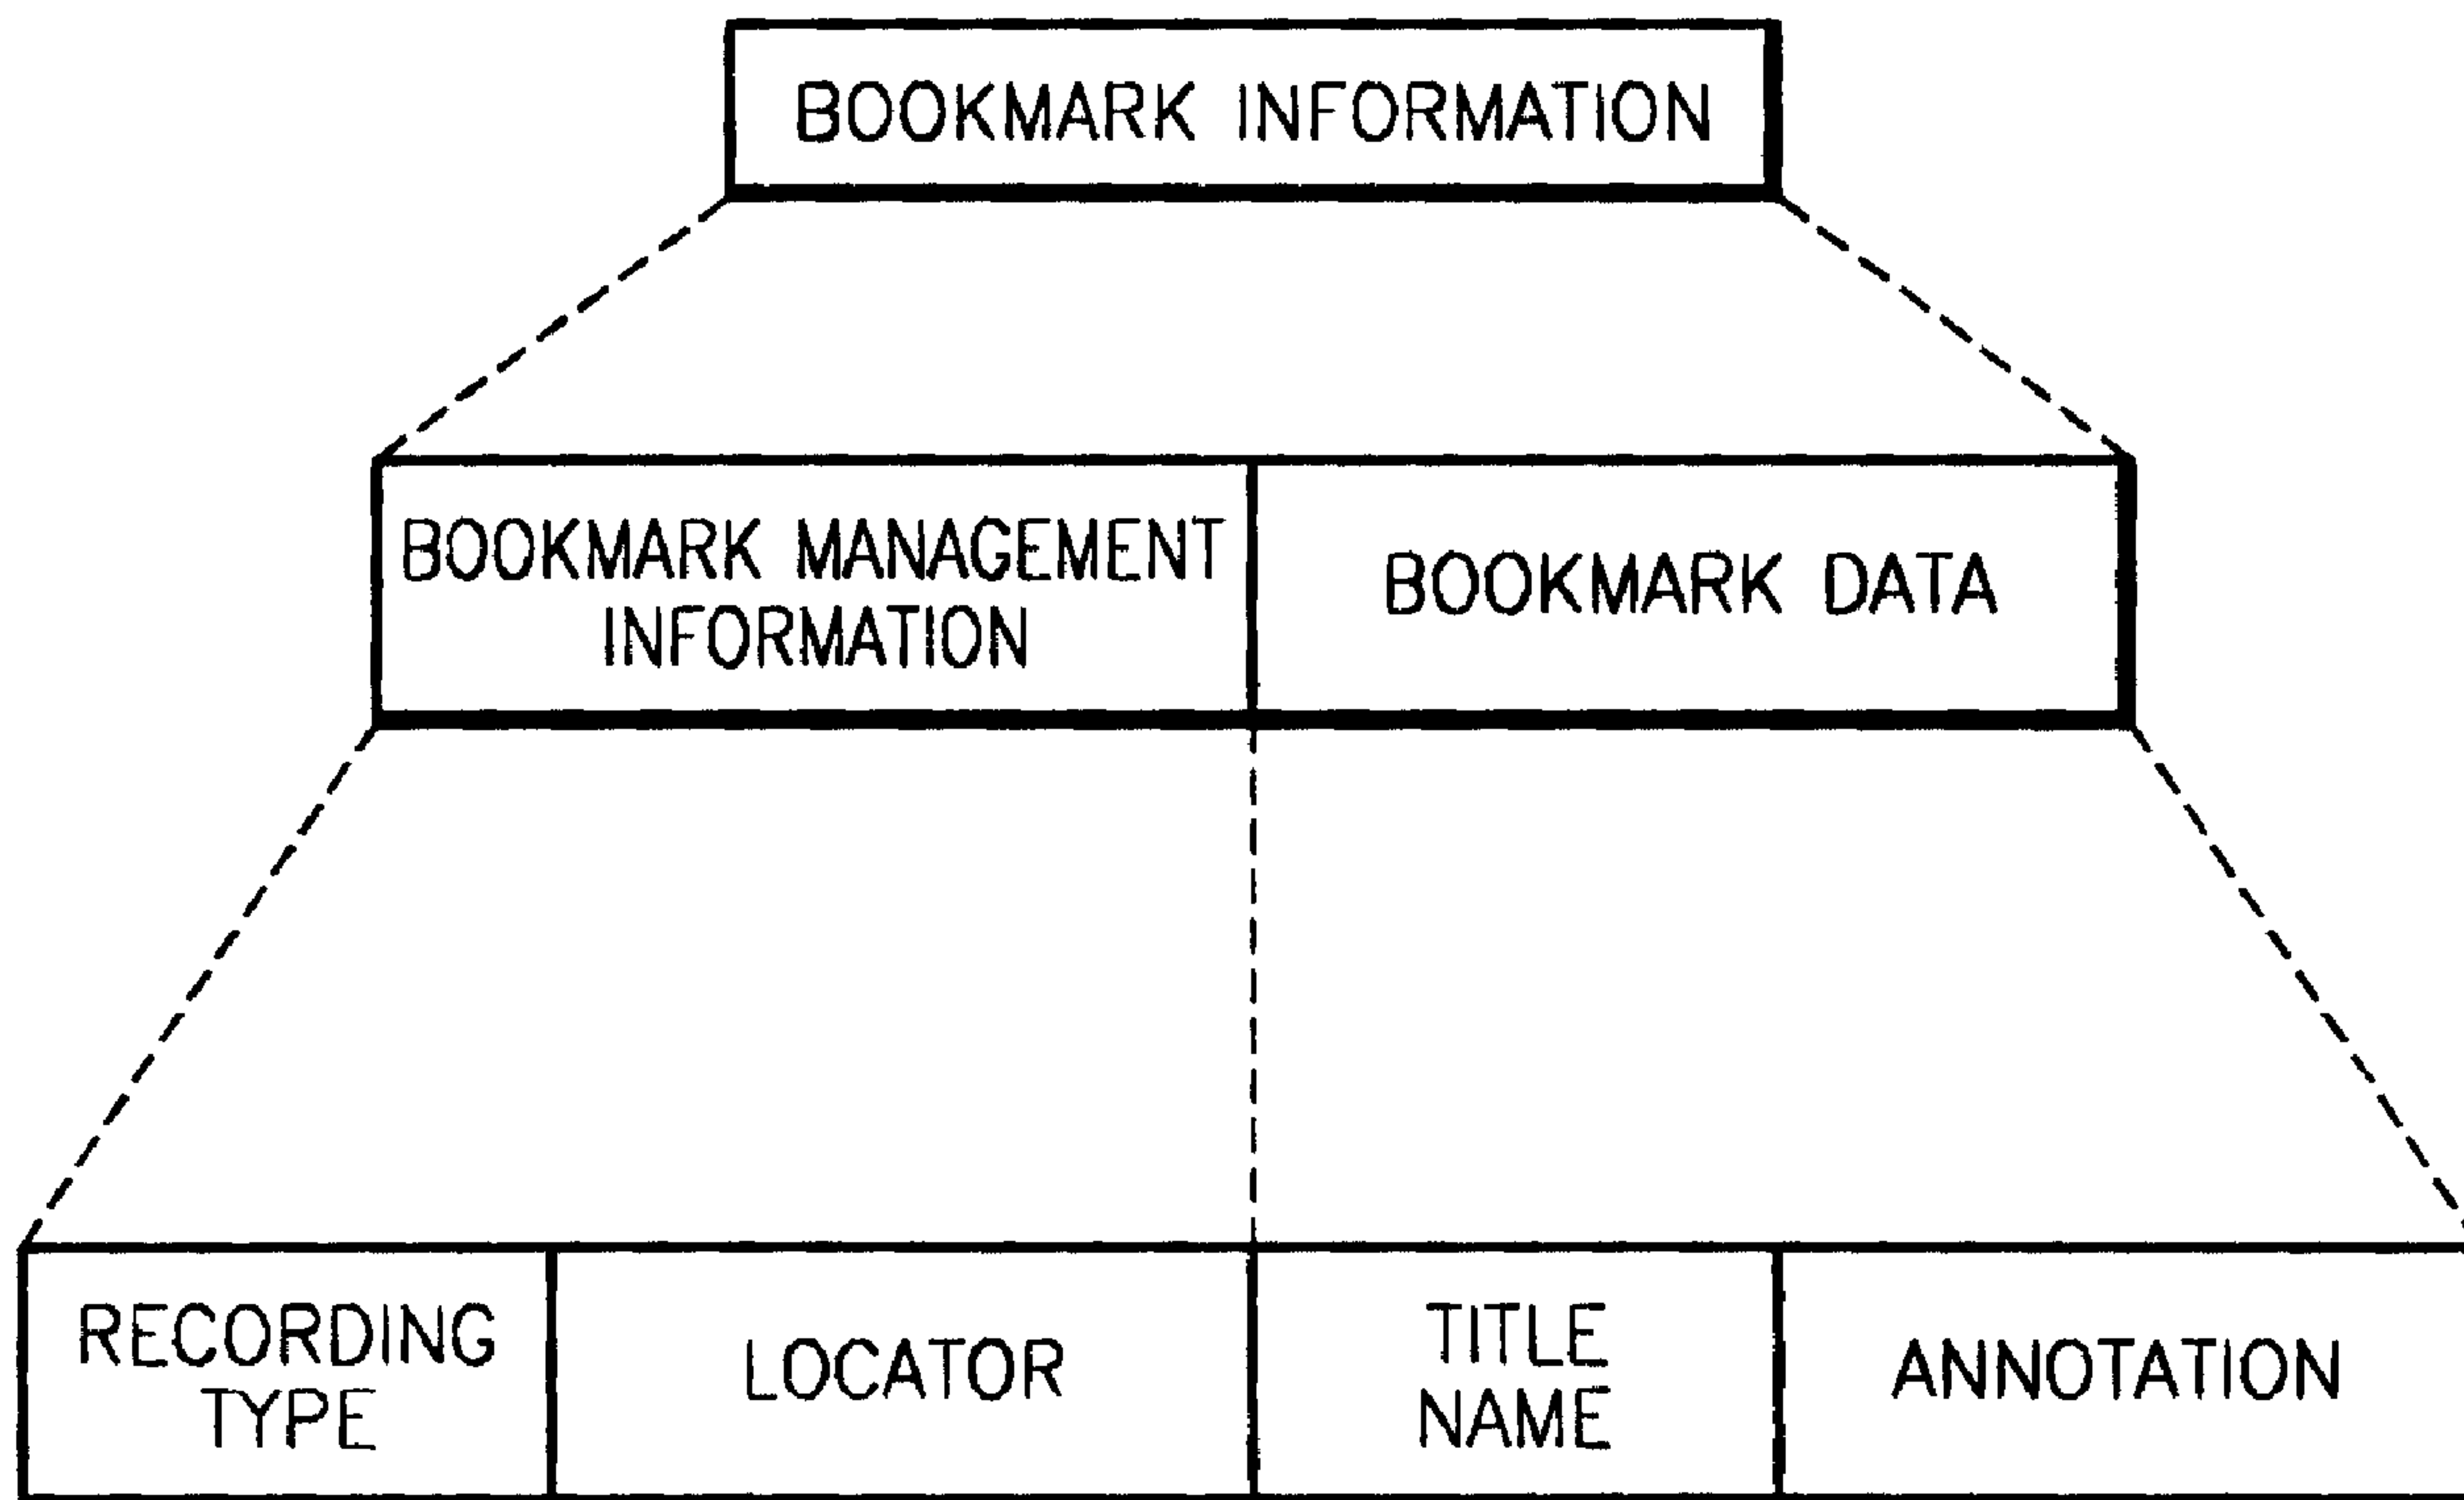 BOOKMARK INFORMATION
BOOKMARK MANAGEMENT
INFORMATION
BOOKMARK DATA
RECORDING
TYPE
LOCATOR
TITLE
NAME
ANNOTATION